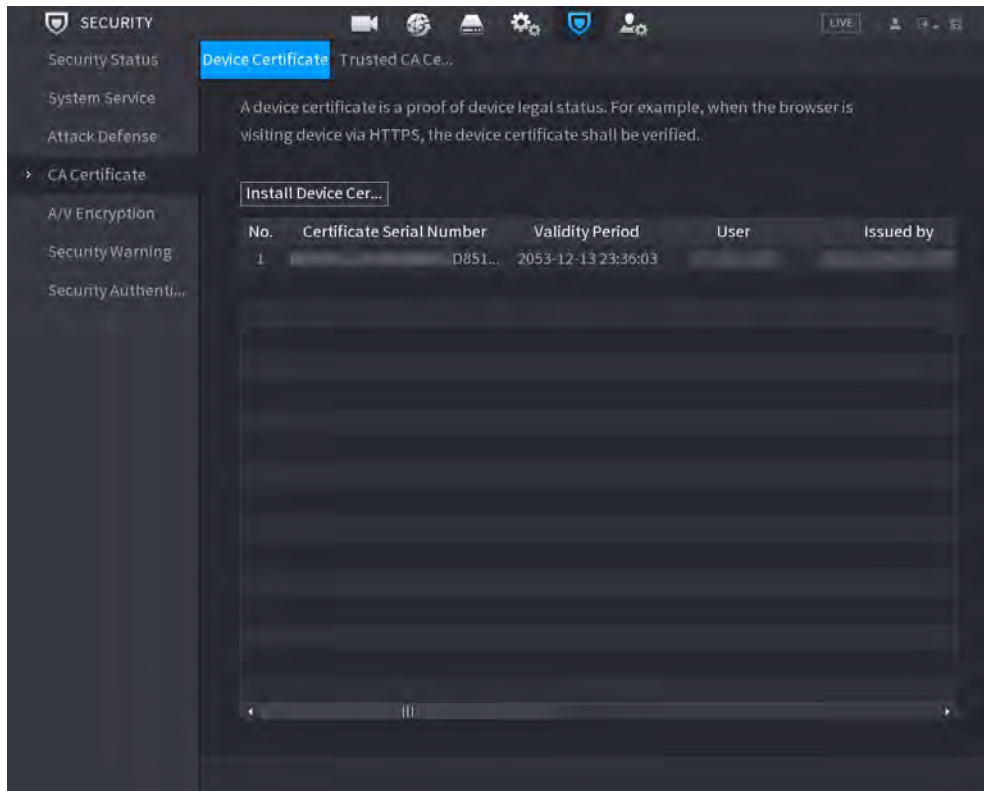 SECURITY
LIVE
Security Status
System Service
Attack Defense
CA Certificate
A/V Encryption
Security Warning
Security Authenti...
Device Certificate
Trusted CA Ce...
A device certificate is a proof of device legal status. For example, when the browser is
visiting device via HTTPS, the device certificate shall be verified.
Install Device Cer...
No. Certificate Serial Number Validity Period User Issued by
1 D851... 2053-12-13 23:36:03